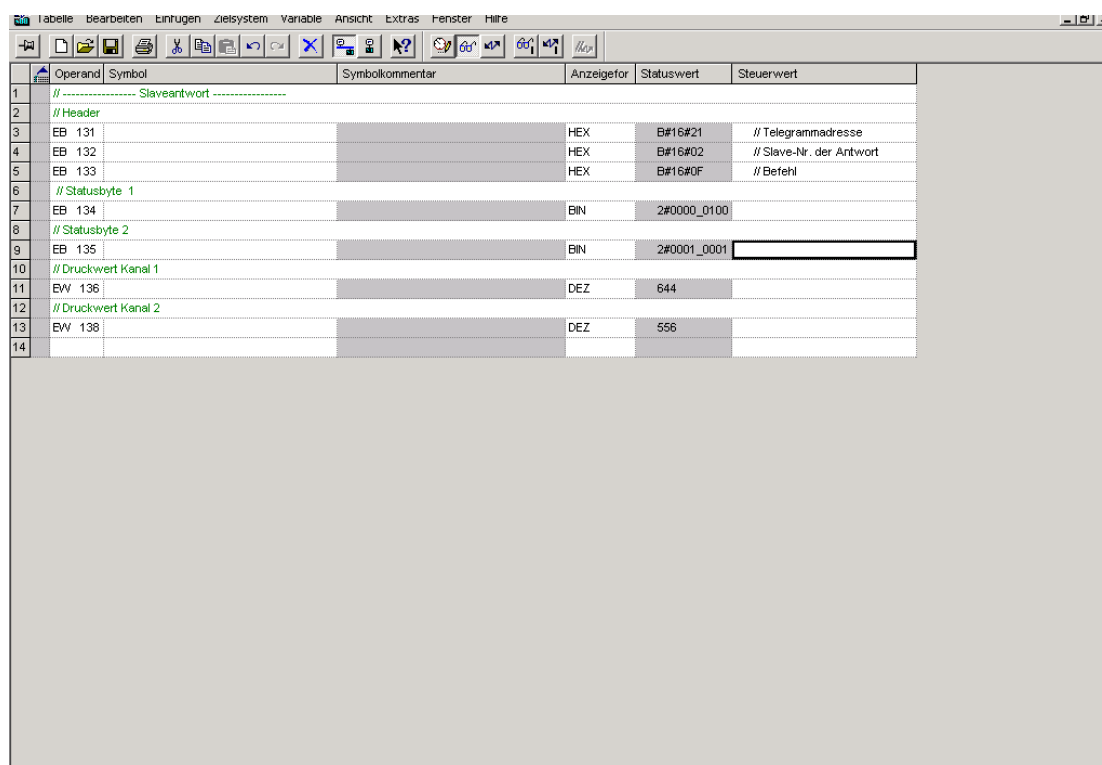 Tabelle Bearbeiten Einfügen Zielsystem Variable Ansicht Extras Fenster Hilfe
Operand Symbol Symbolkommentar Anzeigefor Statuswert Steuerwert
1 // ----------------- Slaveantwort -----------------
2 // Header
3 EB 131 HEX B#16#21 // Telegrammadresse
4 EB 132 HEX B#16#02 // Slave-Nr. der Antwort
5 EB 133 HEX B#16#0F // Befehl
6 // Statusbyte 1
7 EB 134 BIN 2#0000_0100
8 // Statusbyte 2
9 EB 135 BIN 2#0001_0001
10 // Druckwert Kanal 1
11 EW 136 DEZ 644
12 // Druckwert Kanal 2
13 EW 138 DEZ 556
14